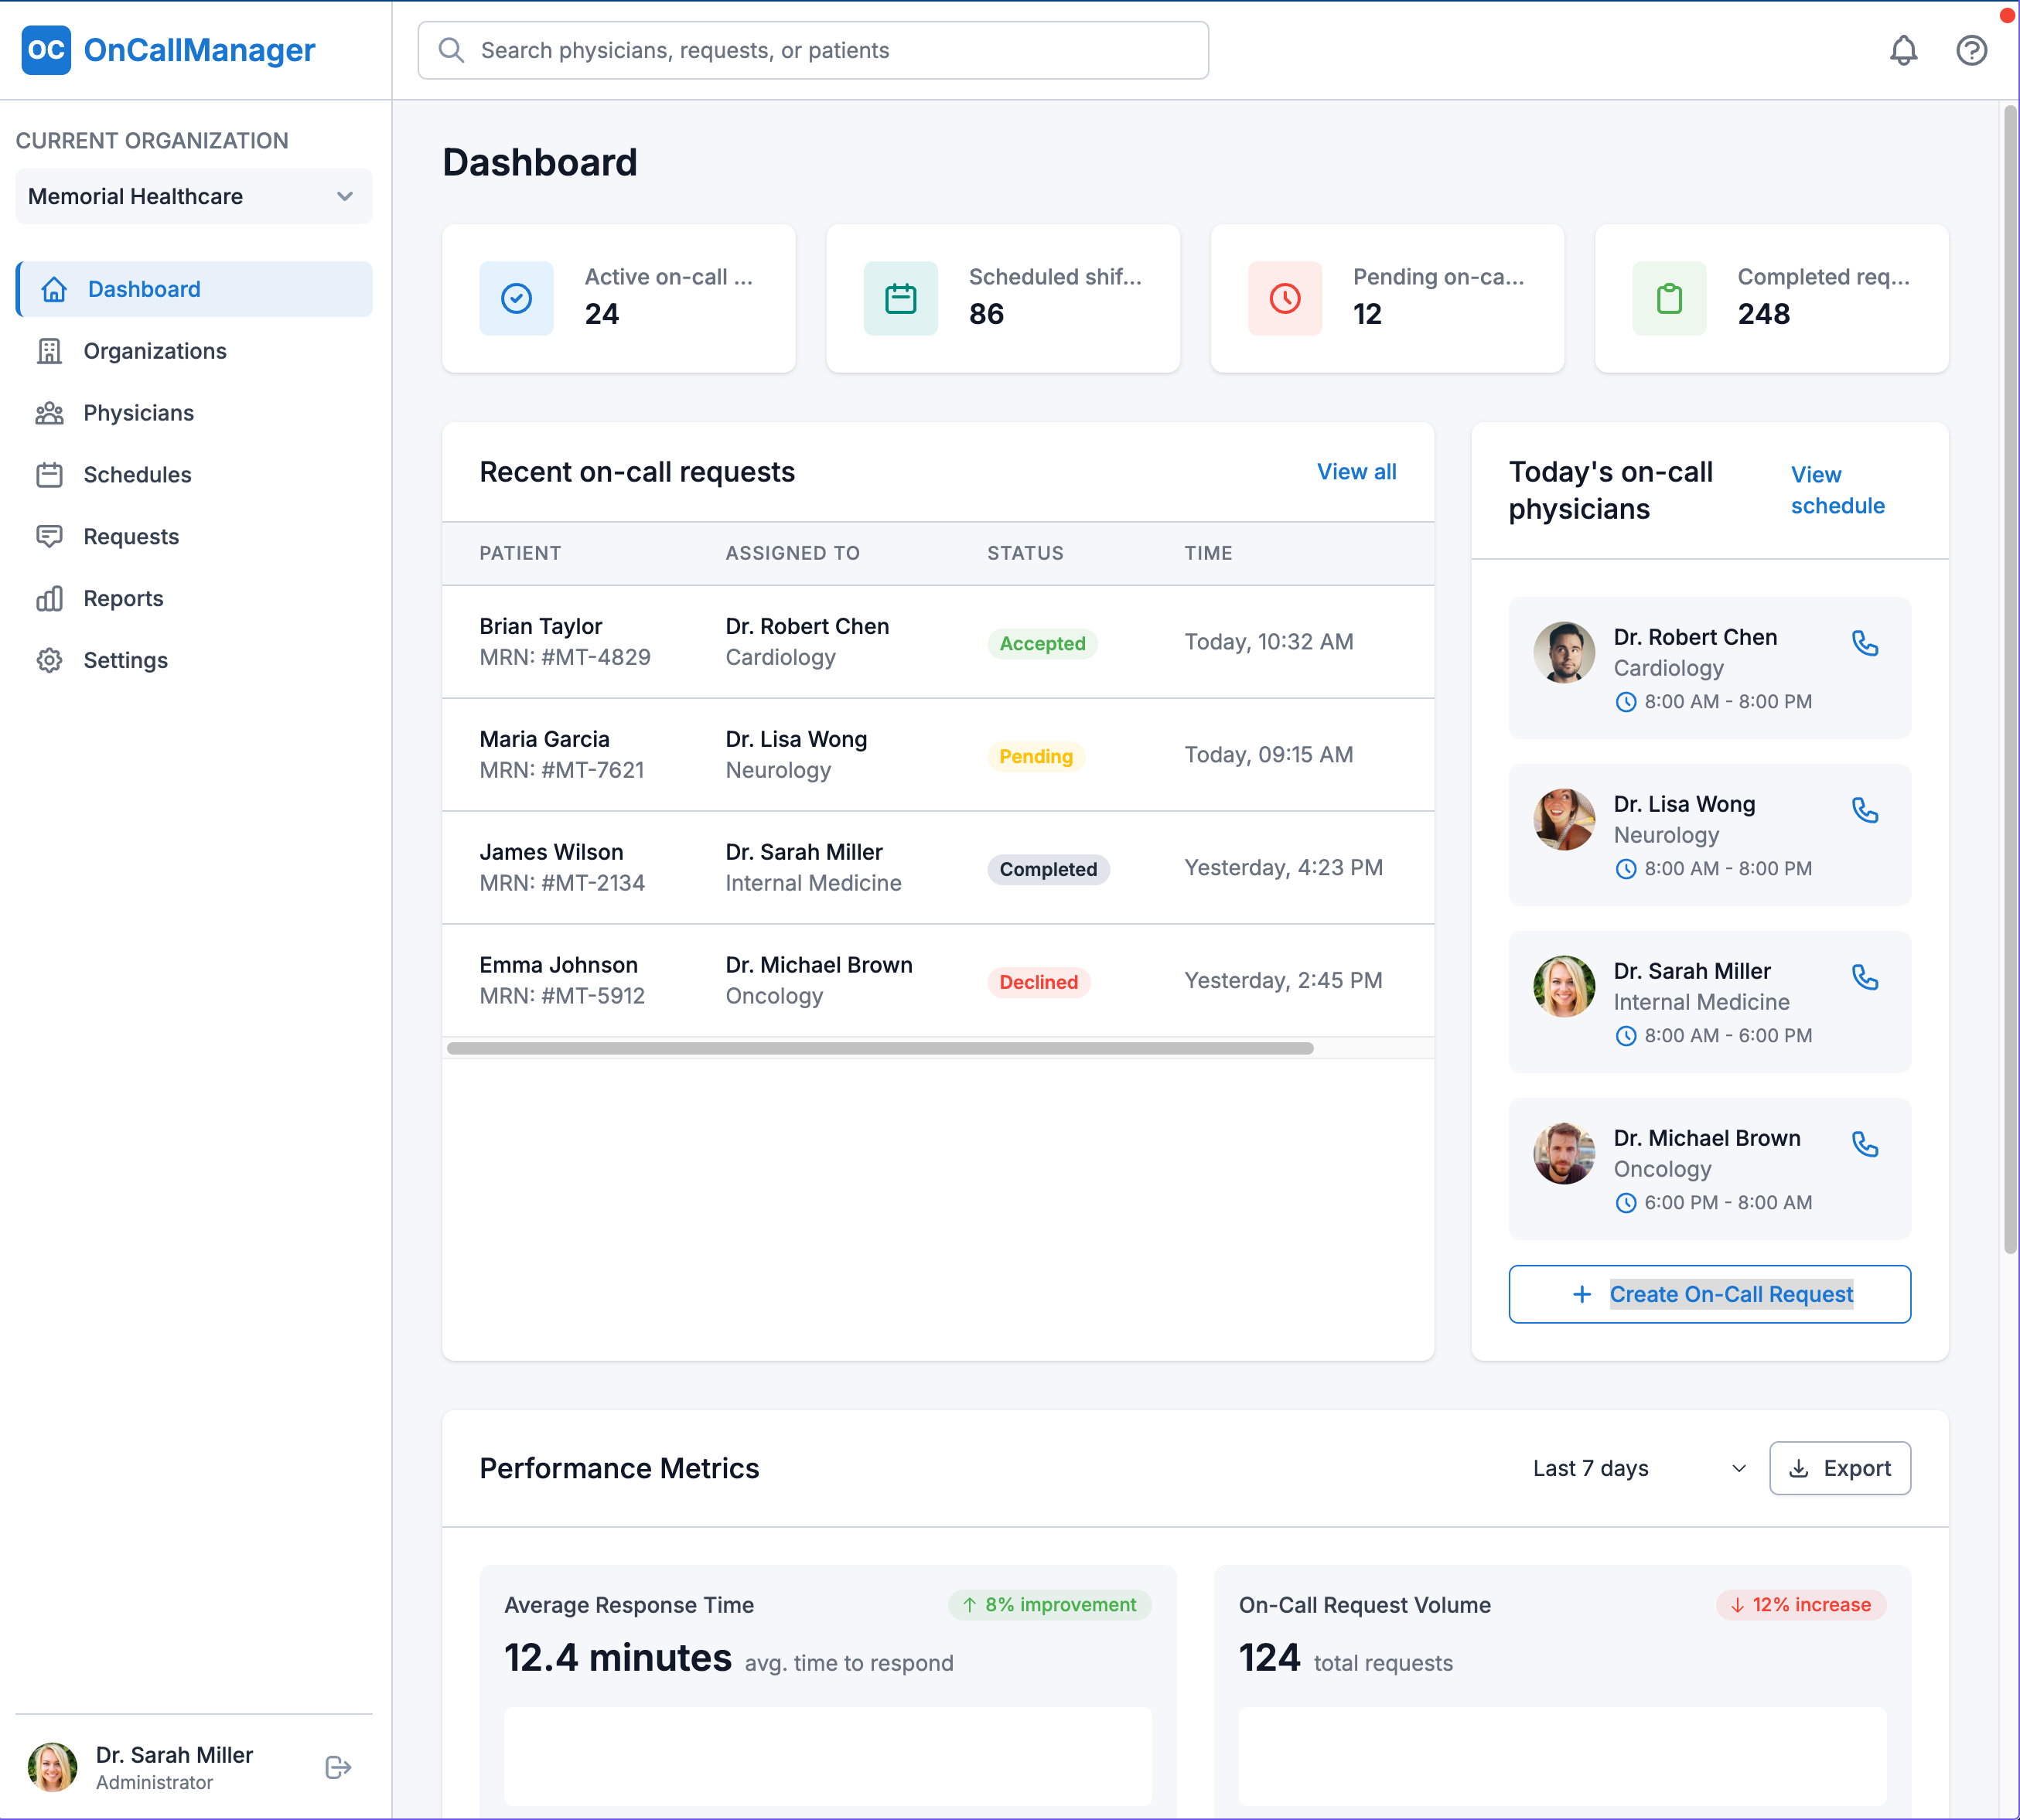 OC OnCallManager
Search physicians, requests, or patients
CURRENT ORGANIZATION
Memorial Healthcare
Dashboard
Organizations
Physicians
Schedules
Requests
Reports
Settings
Dr. Sarah Miller
Administrator
Dashboard
Active on-call ...
24
Scheduled shif...
86
Pending on-ca...
12
Completed req...
248
Recent on-call requests
View all
PATIENT ASSIGNED TO STATUS TIME
Brian Taylor
MRN: #MT-4829
Dr. Robert Chen
Cardiology
Accepted
Today, 10:32 AM
Maria Garcia
MRN: #MT-7621
Dr. Lisa Wong
Neurology
Pending
Today, 09:15 AM
James Wilson
MRN: #MT-2134
Dr. Sarah Miller
Internal Medicine
Completed
Yesterday, 4:23 PM
Emma Johnson
MRN: #MT-5912
Dr. Michael Brown
Oncology
Declined
Yesterday, 2:45 PM
Today's on-call
physicians
View
schedule
Dr. Robert Chen
Cardiology
8:00 AM - 8:00 PM
Dr. Lisa Wong
Neurology
8:00 AM - 8:00 PM
Dr. Sarah Miller
Internal Medicine
8:00 AM - 6:00 PM
Dr. Michael Brown
Oncology
6:00 PM - 8:00 AM
+ Create On-Call Request
Performance Metrics
Last 7 days
Export
Average Response Time
↑ 8% improvement
12.4 minutes avg. time to respond
On-Call Request Volume
↓ 12% increase
124 total requests